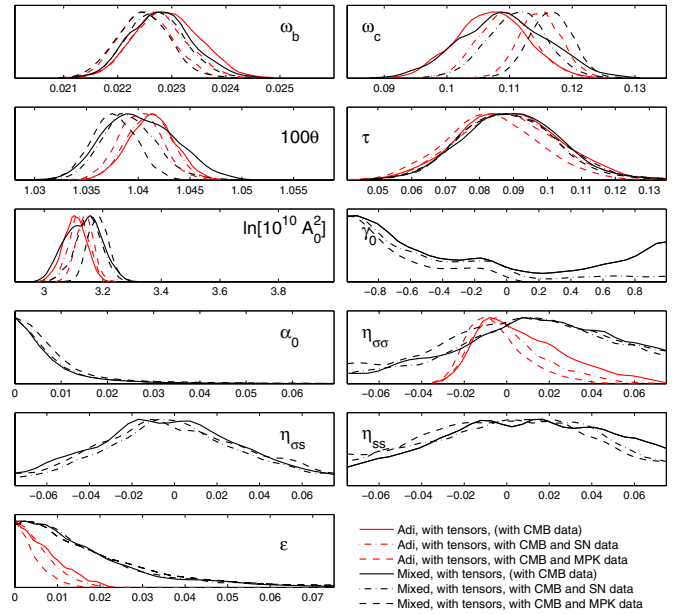 ω_b
0.021 0.022 0.023 0.024 0.025
ω_c
0.09 0.1 0.11 0.12 0.13
100θ
1.03 1.035 1.04 1.045 1.05 1.055
τ
0.05 0.06 0.07 0.08 0.09 0.1 0.11 0.12 0.13
ln[10^10 A_0^2]
3 3.2 3.4 3.6 3.8
γ_0
−0.8 −0.6 −0.4 −0.2 0 0.2 0.4 0.6 0.8
α_0
0 0.01 0.02 0.03 0.04 0.05 0.06
η_σσ
−0.06 −0.04 −0.02 0 0.02 0.04 0.06
η_σs
−0.06 −0.04 −0.02 0 0.02 0.04 0.06
η_ss
−0.06 −0.04 −0.02 0 0.02 0.04 0.06
ε
0 0.01 0.02 0.03 0.04 0.05 0.06 0.07
Adi, with tensors, (with CMB data)
Adi, with tensors, with CMB and SN data
Adi, with tensors, with CMB and MPK data
Mixed, with tensors, (with CMB data)
Mixed, with tensors, with CMB and SN data
Mixed, with tensors, with CMB and MPK data